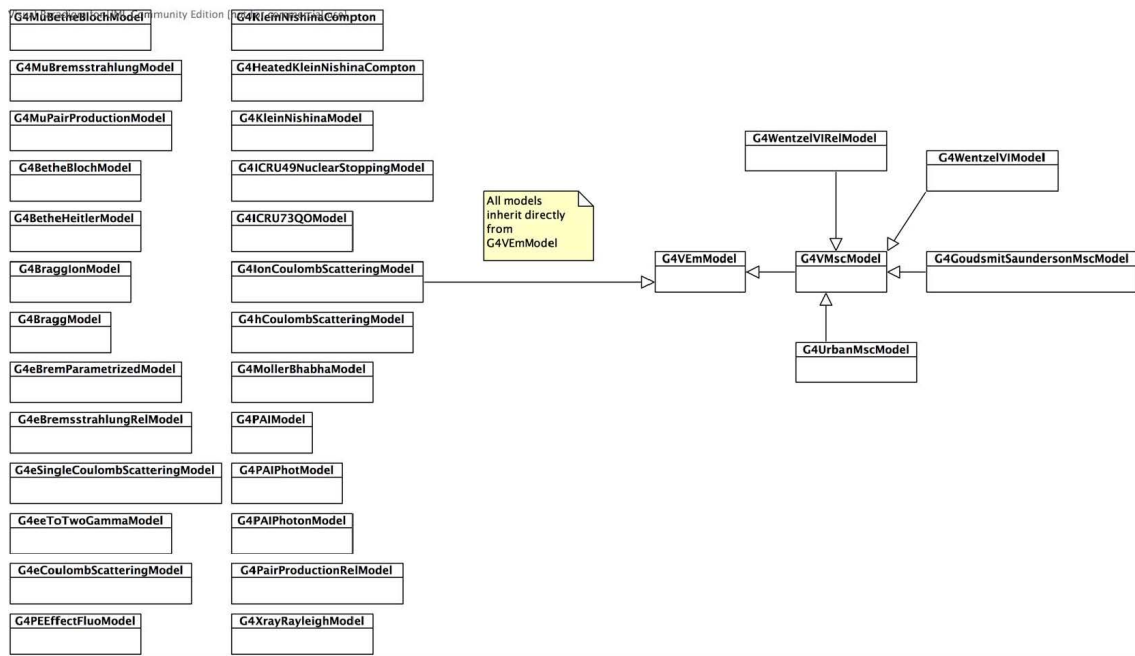 G4MuBetheBlochModel
Community Edition
G4KleinNishinaCompton
G4MuBremsstrahlungModel
G4HeatedKleinNishinaCompton
G4MuPairProductionModel
G4KleinNishinaModel
G4BetheBlochModel
G4ICRU49NuclearStoppingModel
G4BetheHeitlerModel
G4ICRU73QOModel
G4BraggIonModel
G4IonCoulombScatteringModel
G4BraggModel
G4hCoulombScatteringModel
G4eBremParametrizedModel
G4MollerBhabhaModel
G4eBremsstrahlungRelModel
G4PAIModel
G4eSingleCoulombScatteringModel
G4PAIPhotModel
G4eeToTwoGammaModel
G4PAIPhotonModel
G4eCoulombScatteringModel
G4PairProductionRelModel
G4PEEffectFluoModel
G4XrayRayleighModel
All models
inherit directly
from
G4VEmModel
G4VEmModel
G4WentzelVIRelModel
G4WentzelVIModel
G4VMscModel
G4GoudsmitSaundersonMscModel
G4UrbanMscModel